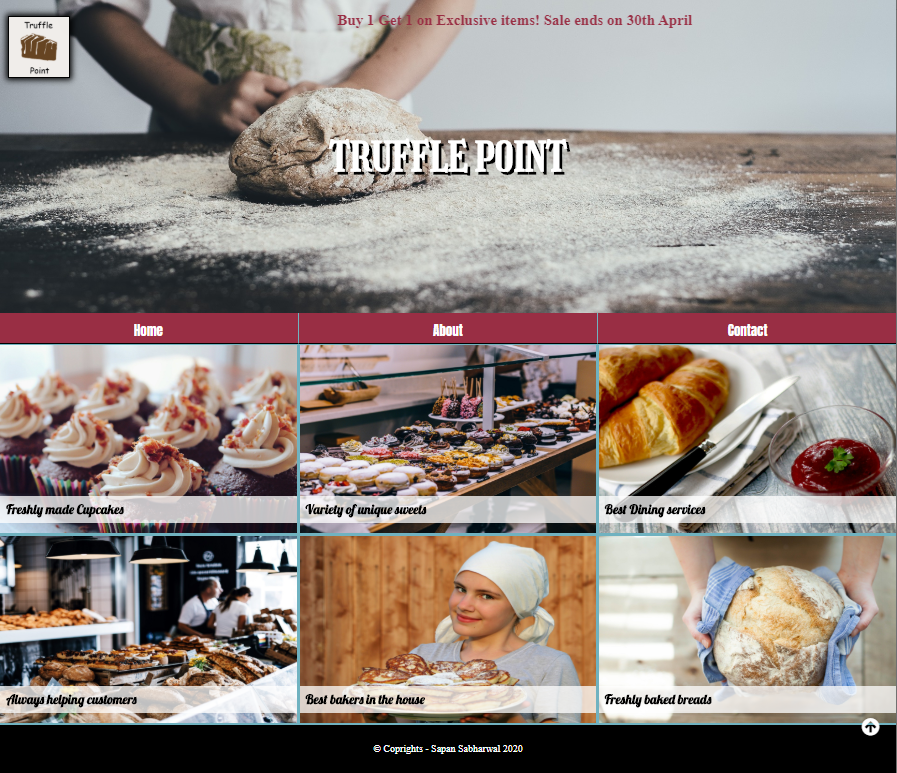 Buy 1 Get 1 on Exclusive items! Sale ends on 30th April
Truffle
Point
TRUFFLE POINT
Home
About
Contact
Freshly made Cupcakes
Variety of unique sweets
Best Dining services
Always helping customers
Best bakers in the house
Freshly baked breads
© Coprights - Sapan Sabharwal 2020